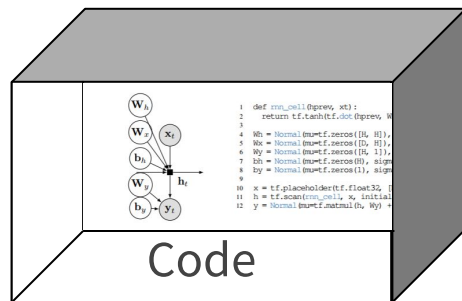 W_h
W_x
x_t
b_h
h_t
W_y
b_y
y_t
1 def rnn_cell(hprev, xt):
2   return tf.tanh(tf.dot(hprev, W
4 Wh = Normal(mu=tf.zeros([H, H]),
5 Wx = Normal(mu=tf.zeros([D, H]),
6 Wy = Normal(mu=tf.zeros([H, 1]),
7 bh = Normal(mu=tf.zeros(H), sigm
8 by = Normal(mu=tf.zeros(1), sigm
10 x = tf.placeholder(tf.float32, [
11 h = tf.scan(rnn_cell, x, initial
12 y = Normal(mu=tf.matmul(h, Wy) +
Code